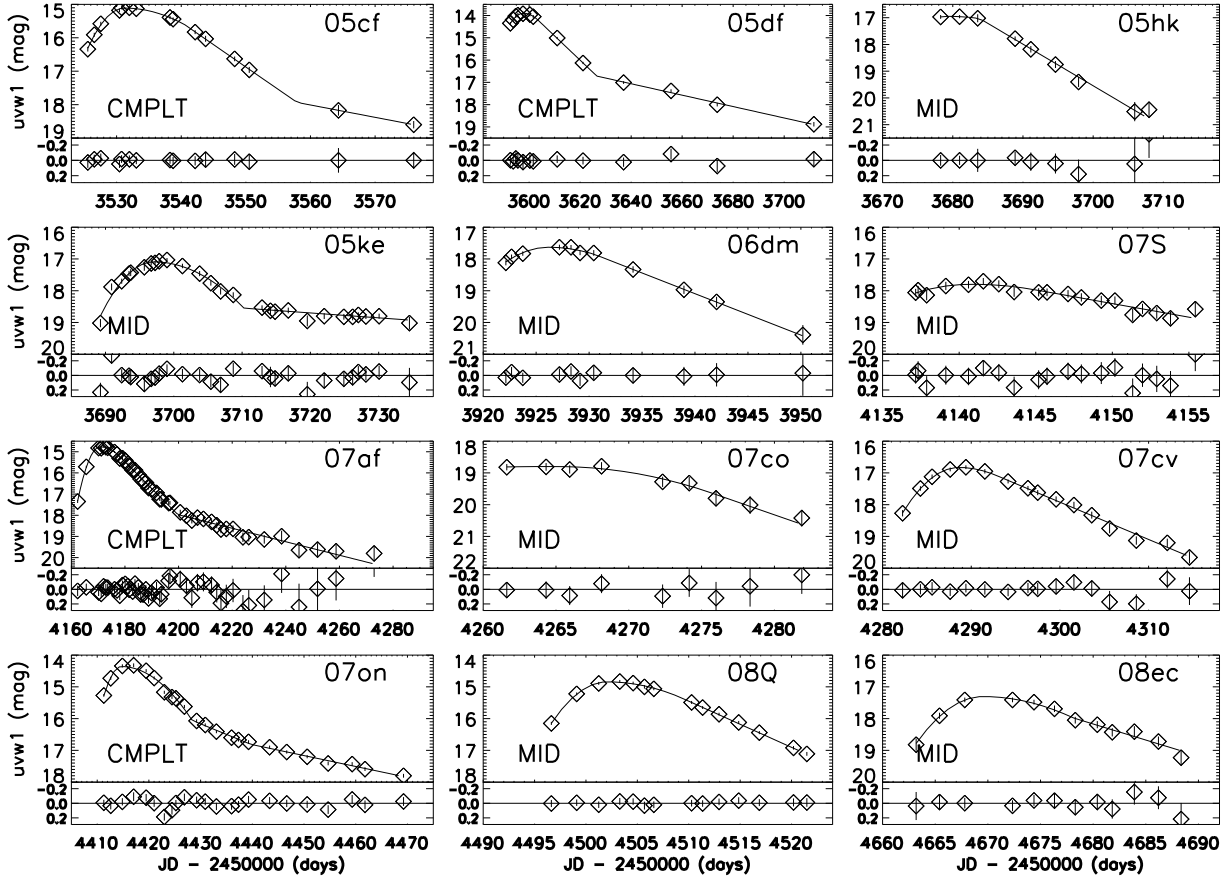 05cf
CMPLT
uvw1 (mag)
15
16
17
18
19
-0.2
0.0
0.2
3530 3540 3550 3560 3570
05df
CMPLT
14
15
16
17
18
19
-0.2
0.0
0.2
3600 3620 3640 3660 3680 3700
05hk
MID
17
18
19
20
21
-0.2
0.0
0.2
3670 3680 3690 3700 3710
05ke
MID
uvw1 (mag)
16
17
18
19
20
-0.2
0.0
0.2
3690 3700 3710 3720 3730
06dm
16
17
18
19
20
21
MID
-0.2
0.0
0.2
3920 3925 3930 3935 3940 3945 3950
07S
16
17
18
19
20
21
MID
-0.2
0.0
0.2
4135 4140 4145 4150 4155
07af
CMPLT
uvw1 (mag)
15
16
17
18
19
20
-0.2
0.0
0.2
4160 4180 4200 4220 4240 4260 4280
07co
MID
17
18
19
20
21
22
-0.2
0.0
0.2
4260 4265 4270 4275 4280
07cv
MID
16
17
18
19
20
-0.2
0.0
0.2
4280 4290 4300 4310
07on
CMPLT
uvw1 (mag)
14
15
16
17
18
-0.2
0.0
0.2
4410 4420 4430 4440 4450 4460 4470
JD - 2450000 (days)
08Q
MID
14
15
16
17
18
-0.2
0.0
0.2
4490 4495 4500 4505 4510 4515 4520
JD - 2450000 (days)
08ec
MID
16
17
18
19
20
-0.2
0.0
0.2
4660 4665 4670 4675 4680 4685 4690
JD - 2450000 (days)